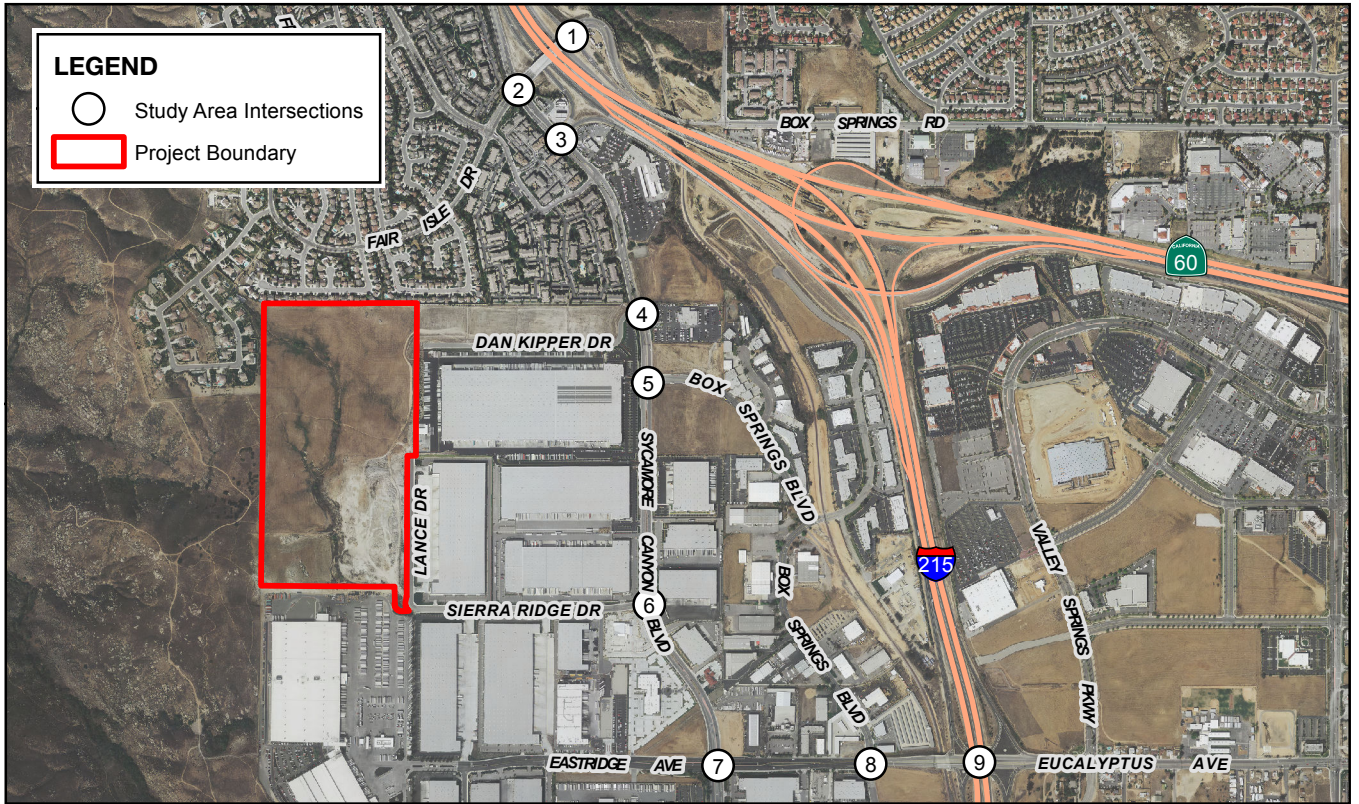 LEGEND
Study Area Intersections
Project Boundary
1
2
3
BOX SPRINGS RD
FAIR ISLE DR
CALIFORNIA
60
4
DAN KIPPER DR
5
BOX SPRINGS BLVD
SYCAMORE CANYON BLVD
LANCE DR
215
VALLEY SPRINGS PKWY
6
SIERRA RIDGE DR
BOX SPRINGS BLVD
EASTRIDGE AVE
7
8
9
EUCALYPTUS AVE